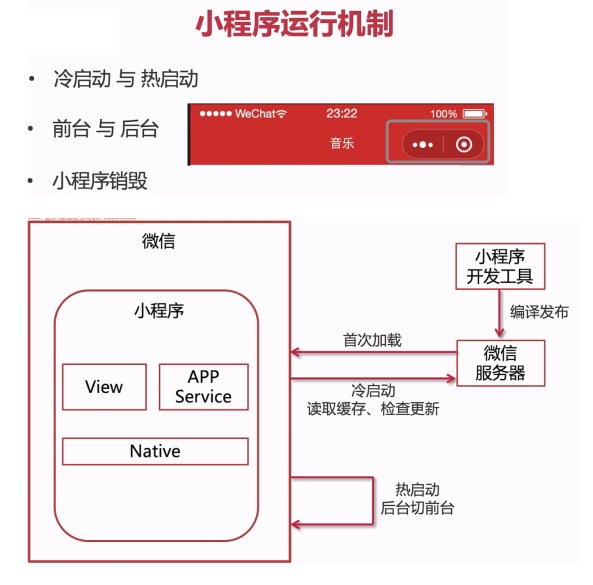 小程序运行机制
• 冷启动 与 热启动
• 前台 与 后台
WeChat
23:22
100%
音乐
• 小程序销毁
微信
小程序
View
APP
Service
Native
小程序
开发工具
编译发布
首次加载
微信
服务器
冷启动
读取缓存、检查更新
热启动
后台切前台